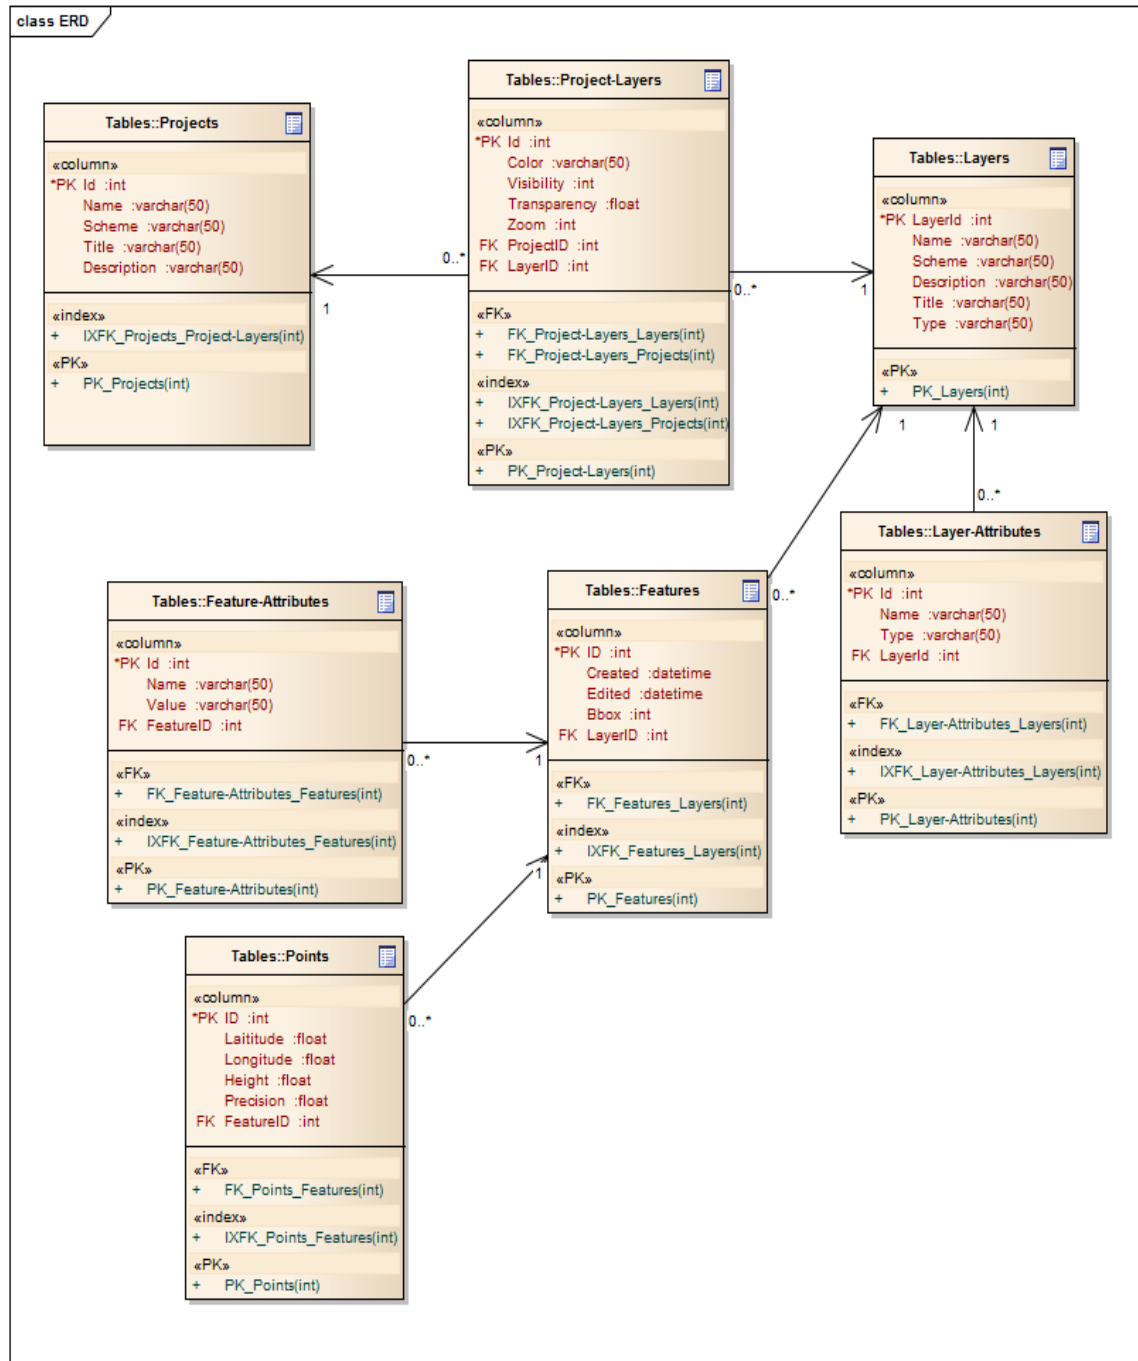 class ERD
Tables::Projects
«column»
*PK Id :int
Name :varchar(50)
Scheme :varchar(50)
Title :varchar(50)
Description :varchar(50)
«index»
+ IXFK_Projects_Project-Layers(int)
«PK»
+ PK_Projects(int)
Tables::Project-Layers
«column»
*PK Id :int
Color :varchar(50)
Visibility :int
Transparency :float
Zoom :int
FK ProjectID :int
FK LayerID :int
«FK»
+ FK_Project-Layers_Layers(int)
+ FK_Project-Layers_Projects(int)
«index»
+ IXFK_Project-Layers_Layers(int)
+ IXFK_Project-Layers_Projects(int)
«PK»
+ PK_Project-Layers(int)
0..*
1
0..*
1
Tables::Layers
«column»
*PK LayerId :int
Name :varchar(50)
Scheme :varchar(50)
Description :varchar(50)
Title :varchar(50)
Type :varchar(50)
«PK»
+ PK_Layers(int)
1
1
0..*
0..*
Tables::Layer-Attributes
«column»
*PK Id :int
Name :varchar(50)
Type :varchar(50)
FK LayerId :int
«FK»
+ FK_Layer-Attributes_Layers(int)
«index»
+ IXFK_Layer-Attributes_Layers(int)
«PK»
+ PK_Layer-Attributes(int)
Tables::Feature-Attributes
«column»
*PK Id :int
Name :varchar(50)
Value :varchar(50)
FK FeatureID :int
«FK»
+ FK_Feature-Attributes_Features(int)
«index»
+ IXFK_Feature-Attributes_Features(int)
«PK»
+ PK_Feature-Attributes(int)
0..*
1
Tables::Features
«column»
*PK ID :int
Created :datetime
Edited :datetime
Bbox :int
FK LayerID :int
«FK»
+ FK_Features_Layers(int)
«index»
+ IXFK_Features_Layers(int)
«PK»
+ PK_Features(int)
1
0..*
Tables::Points
«column»
*PK ID :int
Laititude :float
Longitude :float
Height :float
Precision :float
FK FeatureID :int
«FK»
+ FK_Points_Features(int)
«index»
+ IXFK_Points_Features(int)
«PK»
+ PK_Points(int)